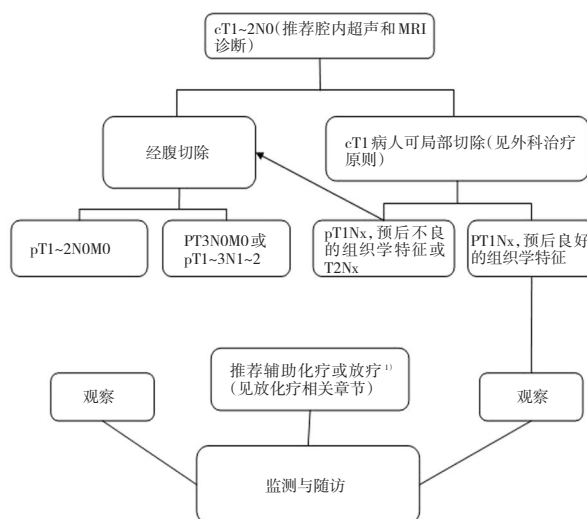 cT1~2N0(推荐腔内超声和MRI
诊断)
经腹切除
cT1病人可局部切除(见外科治疗
原则)
pT1~2N0M0
PT3N0M0或
pT1~3N1~2
pT1Nx,预后不良
的组织学特征或
T2Nx
PT1Nx,预后良好
的组织学特征
观察
推荐辅助化疗或放疗1)
(见放化疗相关章节)
观察
监测与随访